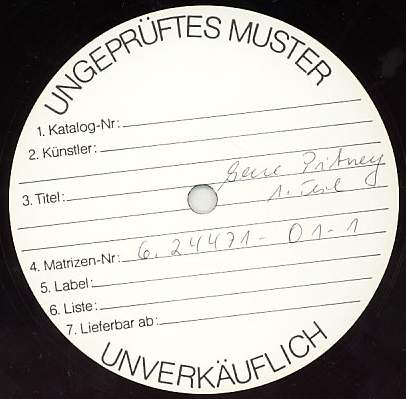 UNGEPRÜFTES MUSTER
1. Katalog-Nr:
2. Künstler:
3. Titel: Gene Pitney
1. Teil
4. Matrizen-Nr: 6.24471-01-1
5. Label:
6. Liste:
7. Lieferbar ab:
UNVERKÄUFLICH